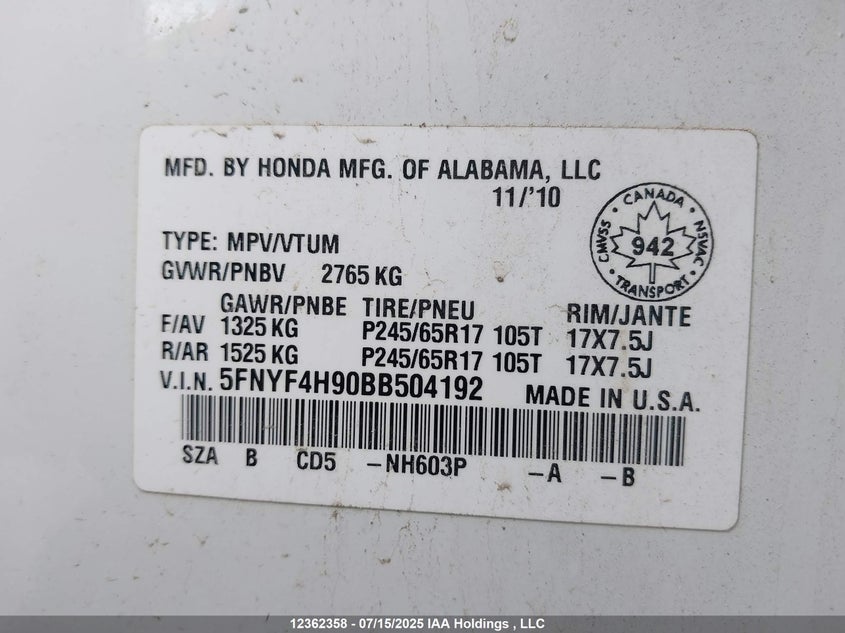 MFD. BY HONDA MFG. OF ALABAMA, LLC
11/'10
TYPE: MPV/VTUM
GVWR/PNBV 2765 KG
GAWR/PNBE TIRE/PNEU RIM/JANTE
F/AV 1325 KG P245/65R17 105T 17X7.5J
R/AR 1525 KG P245/65R17 105T 17X7.5J
V.I.N. 5FNYF4H90BB504192 MADE IN U.S.A.
SZA B CD5 -NH603P -A -B
CANADA
CMVSS 942 NSVAC
TRANSPORT
12362358 - 07/15/2025 IAA Holdings , LLC